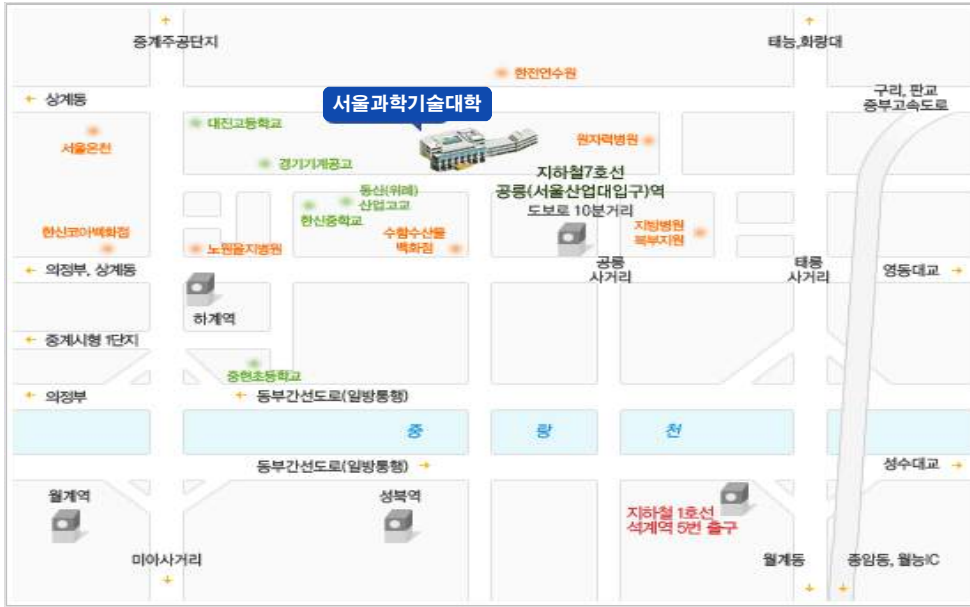 중계주공단지
태능,화랑대
한전연수원
구리, 판교
중부고속도로
← 상계동
서울과학기술대학
대진고등학교
서울온천
원자력병원
경기기계공고
지하철7호선
공릉(서울산업대입구)역
도보로 10분거리
동산(위례)
산업고교
한신중학교
한신코아백화점
노원을지병원
수협수산물
백화점
지방병원
북부지원
← 의정부, 상계동
공릉
사거리
태릉
사거리
영동대교 →
하계역
← 중계시형 1단지
중현초등학교
← 의정부
← 동부간선도로(일방통행)
중 랑 천
동부간선도로(일방통행) →
성수대교 →
월계역
성북역
지하철 1호선
석계역 5번 출구
미아사거리
월계동
종암동, 월능IC